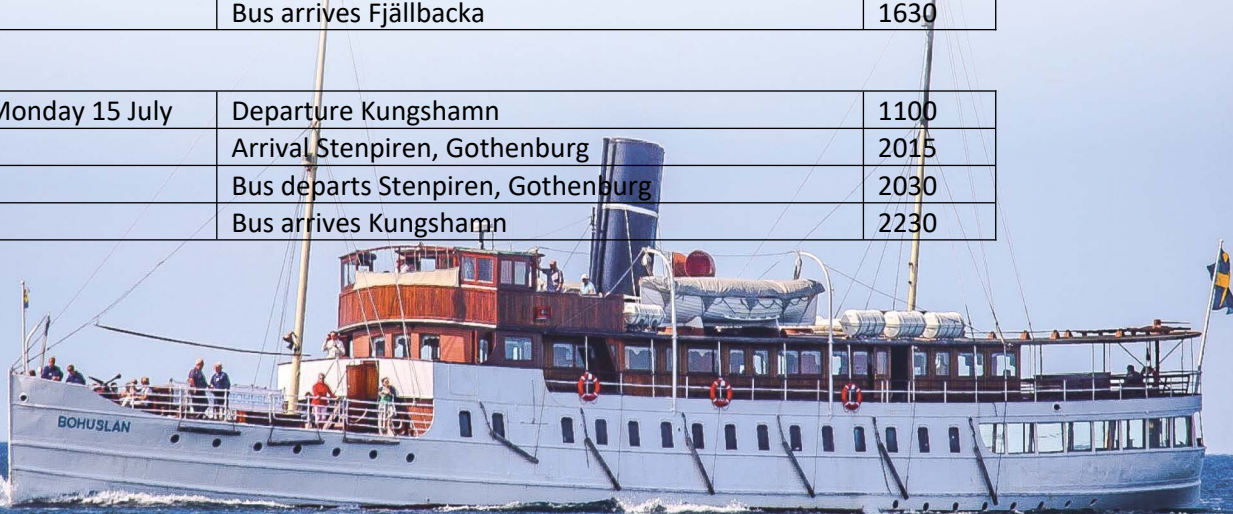 Bus arrives Fjällbacka 1630
Monday 15 July Departure Kungshamn 1100
Arrival Stenpiren, Gothenburg 2015
Bus departs Stenpiren, Gothenburg 2030
Bus arrives Kungshamn 2230
BOHUSLÄN